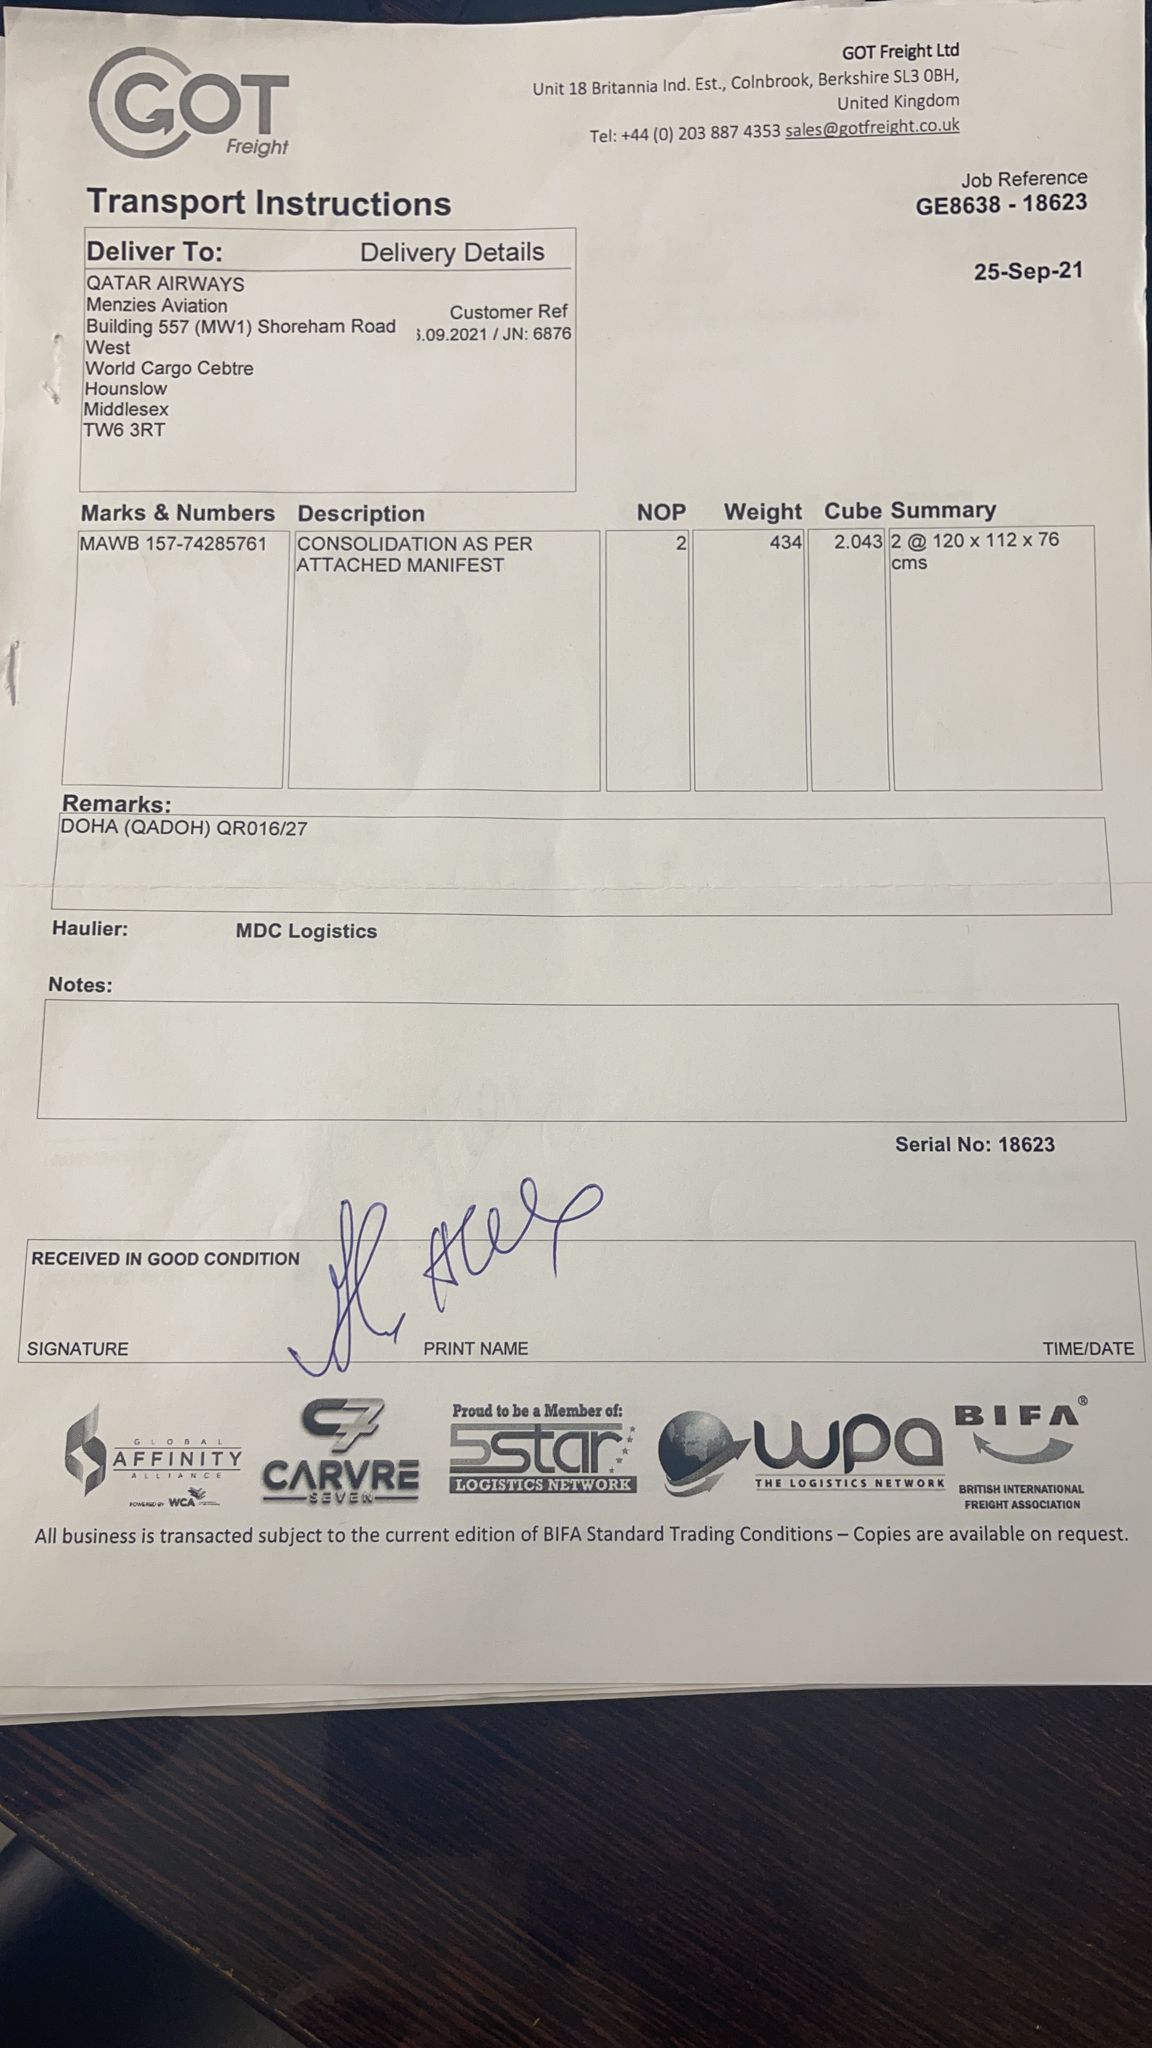 GOT
Freight
GOT Freight Ltd
Unit 18 Britannia Ind. Est., Colnbrook, Berkshire SL3 0BH,
United Kingdom
Tel: +44 (0) 203 887 4353 sales@gotfreight.co.uk
Transport Instructions
Job Reference
GE8638 - 18623
25-Sep-21
Deliver To: Delivery Details
QATAR AIRWAYS
Menzies Aviation
Building 557 (MW1) Shoreham Road
West
World Cargo Cebtre
Hounslow
Middlesex
TW6 3RT
Customer Ref
.09.2021 / JN: 6876
Marks & Numbers Description NOP Weight Cube Summary
MAWB 157-74285761 CONSOLIDATION AS PER 2 434 2.043 2 @ 120 x 112 x 76
ATTACHED MANIFEST cms
Remarks:
DOHA (QADOH) QR016/27
Haulier: MDC Logistics
Notes:
Serial No: 18623
RECEIVED IN GOOD CONDITION
SIGNATURE PRINT NAME TIME/DATE
GLOBAL
AFFINITY
ALLIANCE
POWERED BY WCA
C7
CARVRE
SEVEN
Proud to be a Member of:
5star
LOGISTICS NETWORK
wpa
THE LOGISTICS NETWORK
BIFA®
BRITISH INTERNATIONAL
FREIGHT ASSOCIATION
All business is transacted subject to the current edition of BIFA Standard Trading Conditions – Copies are available on request.